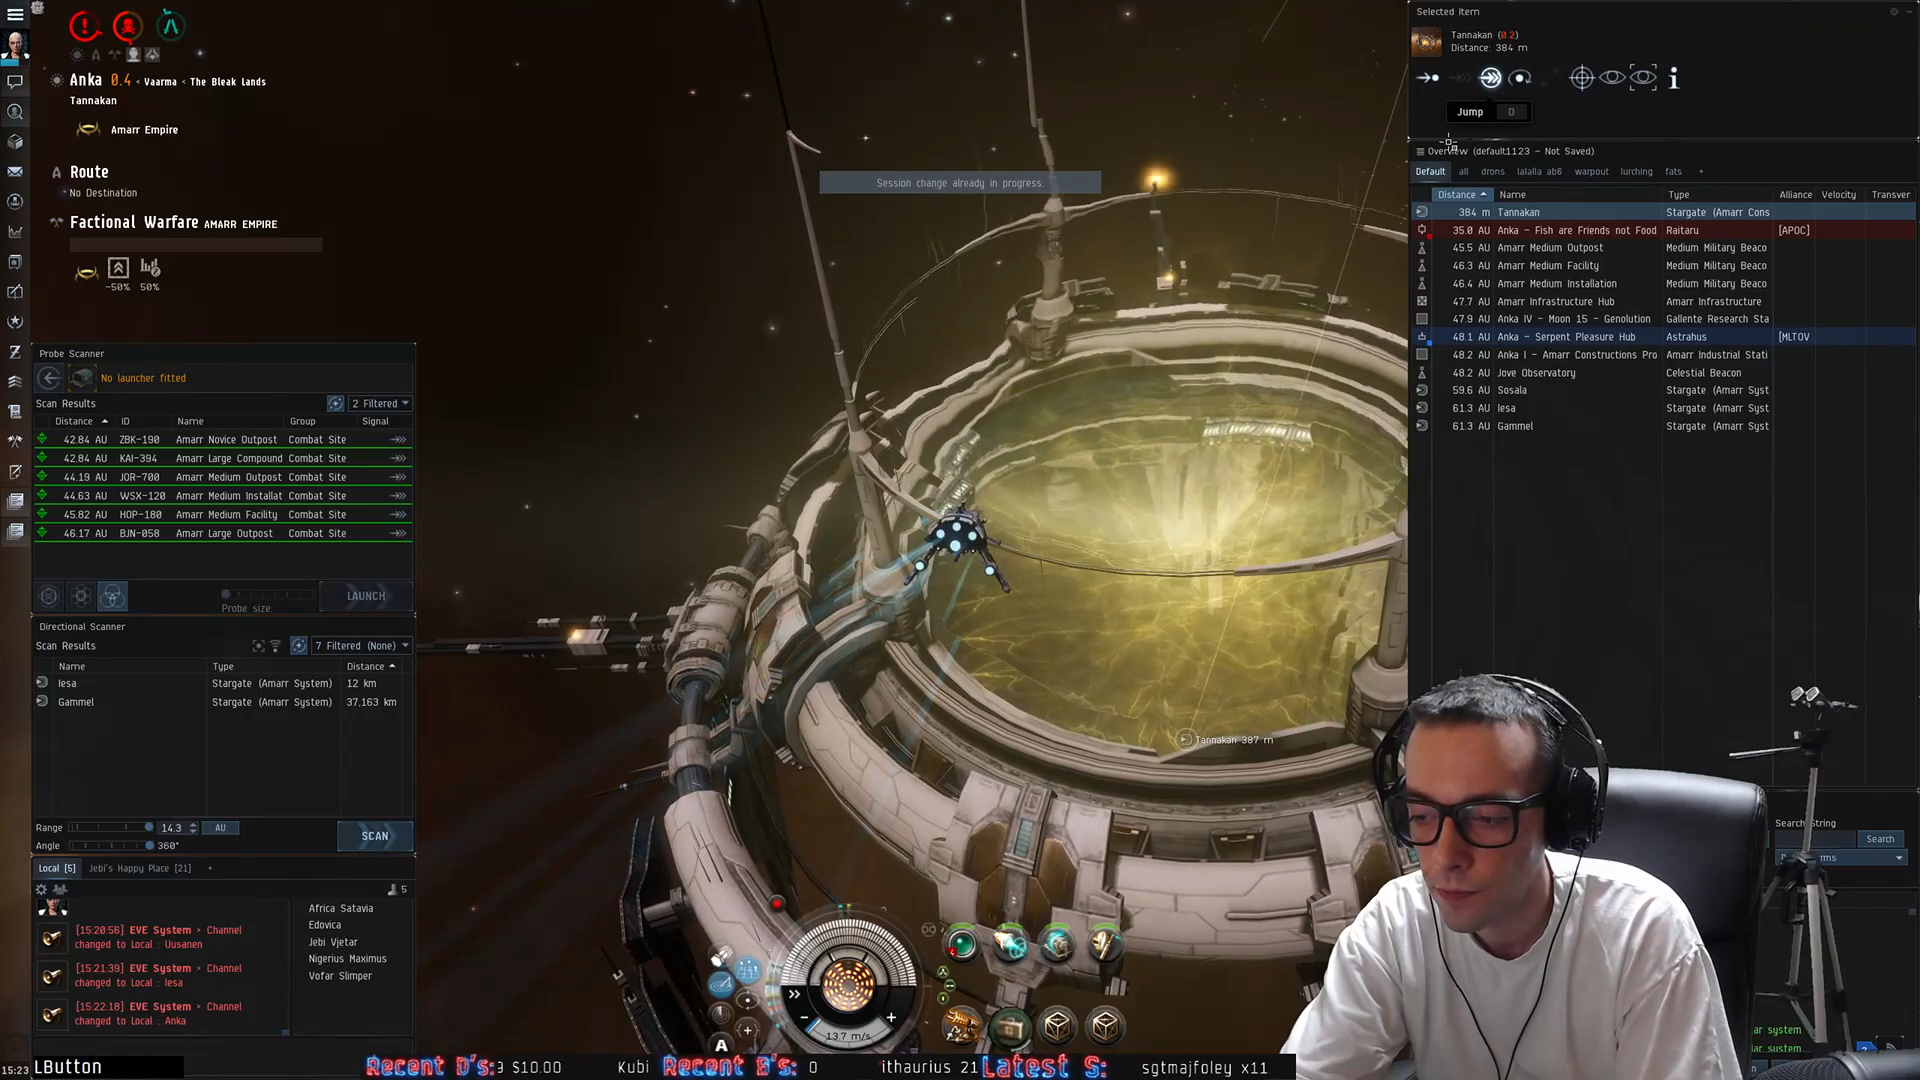 Anka 0.4 < Vaarma < The Bleak Lands
Tannakan
Amarr Empire
Route
No Destination
Factional Warfare AMARR EMPIRE
-50% 50%
Probe Scanner
No launcher fitted
Scan Results 2 Filtered
Distance ID Name Group Signal
42.84 AU ZBK-190 Amarr Novice Outpost Combat Site
42.84 AU KAI-394 Amarr Large Compound Combat Site
44.19 AU JOR-700 Amarr Medium Outpost Combat Site
44.63 AU WSX-120 Amarr Medium Installat Combat Site
45.82 AU HOP-180 Amarr Medium Facility Combat Site
46.17 AU BJN-058 Amarr Large Outpost Combat Site
Probe size:
LAUNCH
Directional Scanner
Scan Results 7 Filtered (None)
Name Type Distance
Iesa Stargate (Amarr System) 12 km
Gammel Stargate (Amarr System) 37,163 km
Range 14.3 AU
Angle 360°
SCAN
Local [5] Jebi's Happy Place [21] +
5
[15:20:56] EVE System > Channel
changed to Local : Uusanen
[15:21:39] EVE System > Channel
changed to Local : Iesa
[15:22:18] EVE System > Channel
changed to Local : Anka
Africa Satavia
Edovica
Jebi Vjetar
Nigerius Maximus
Vofar Slimper
Session change already in progress.
Tannakan 387 m
137 m/s
A
Selected Item
Tannakan (0.2)
Distance: 384 m
Jump D
Overview (default1123 - Not Saved)
Default all drons lalalla ab6 warpout lurching fats +
Distance Name Type Alliance Velocity Transver
384 m Tannakan Stargate (Amarr Cons
35.0 AU Anka - Fish are Friends not Food Raitaru [APOC]
45.5 AU Amarr Medium Outpost Medium Military Beaco
46.3 AU Amarr Medium Facility Medium Military Beaco
46.4 AU Amarr Medium Installation Medium Military Beaco
47.7 AU Amarr Infrastructure Hub Amarr Infrastructure
47.9 AU Anka IV - Moon 15 - Genolution Gallente Research Sta
48.1 AU Anka - Serpent Pleasure Hub Astrahus [MLTOV
48.2 AU Anka I - Amarr Constructions Pro Amarr Industrial Stati
48.2 AU Jove Observatory Celestial Beacon
59.6 AU Sosala Stargate (Amarr Syst
61.3 AU Iesa Stargate (Amarr Syst
61.3 AU Gammel Stargate (Amarr Syst
Search String
Search
rms
ar system
ar system
15:23 LButton
Recent D's: 9 $10.00 Kubi Recent B's: 0 ithaurius 21 Latest S: sgtmajfoley x11